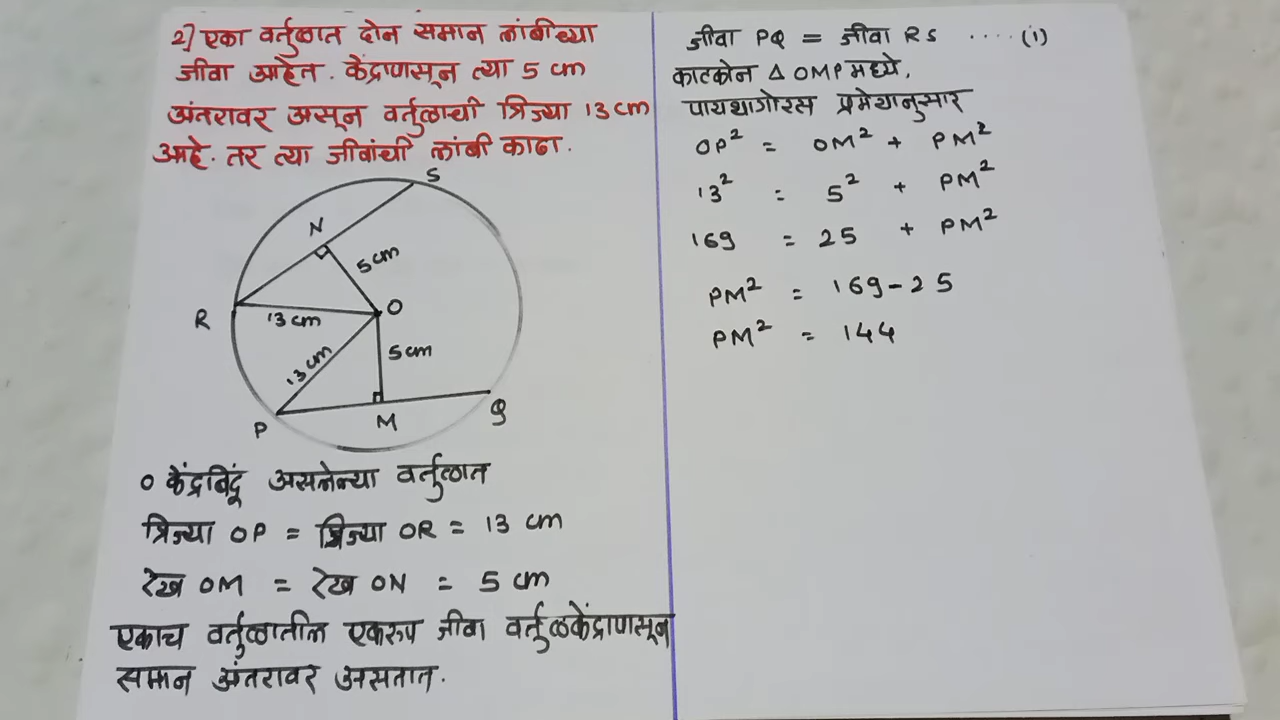 2] एका वर्तुळात दोन समान लांबीच्या
जीवा आहेत. केंद्रापासून त्या 5 cm
अंतरावर असून वर्तुळाची त्रिज्या 13 cm
आहे. तर त्या जीवांची लांबी काढा.
S
N
5 cm
R
13 cm
O
13 cm
5 cm
P
M
Q
O केंद्रबिंदू असलेल्या वर्तुळात
त्रिज्या OP = त्रिज्या OR = 13 cm
रेख OM = रेख ON = 5 cm
एकाच वर्तुळातील एकरुप जीवा वर्तुळकेंद्रापासून
समान अंतरावर असतात.
जीवा PQ = जीवा RS ....(1)
काटकोन Δ OMP मध्ये,
पायथागोरस प्रमेयानुसार
OP² = OM² + PM²
13² = 5² + PM²
169 = 25 + PM²
PM² = 169 - 25
PM² = 144